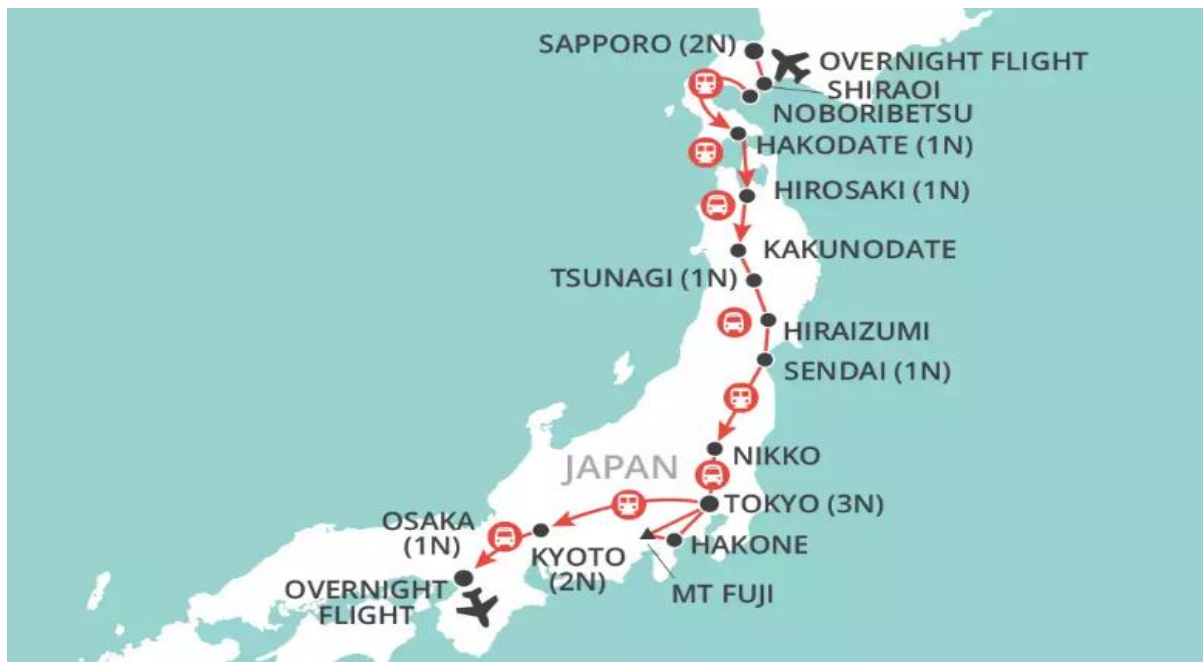 SAPPORO (2N)
OVERNIGHT FLIGHT
SHIRAOI
NOBORIBETSU
HAKODATE (1N)
HIROSAKI (1N)
KAKUNODATE
TSUNAGI (1N)
HIRAIZUMI
SENDAI (1N)
NIKKO
JAPAN
TOKYO (3N)
HAKONE
MT FUJI
KYOTO
(2N)
OSAKA
(1N)
OVERNIGHT
FLIGHT